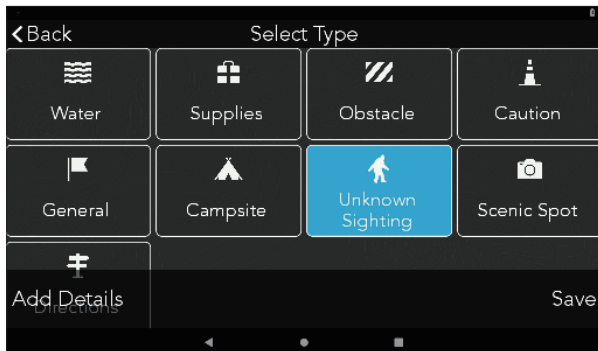 Back
Select Type
Water
Supplies
Obstacle
Caution
General
Campsite
Unknown
Sighting
Scenic Spot
Directions
Add Details
Save